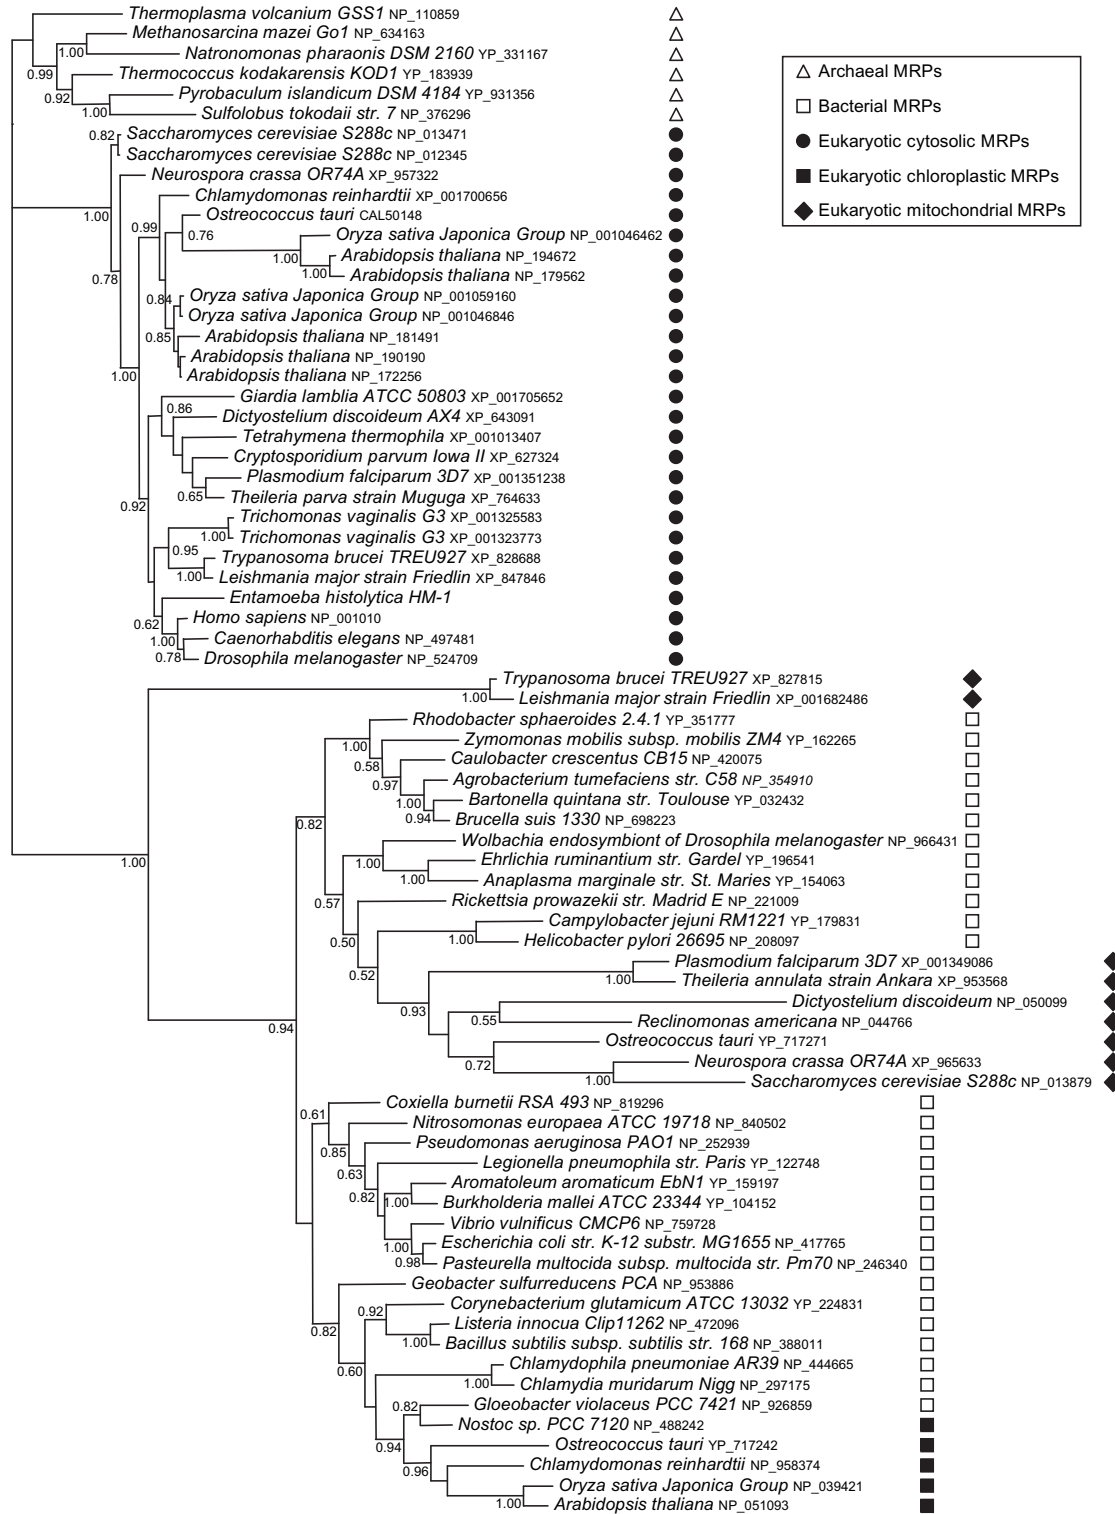 Thermoplasma volcanium GSS1 NP_110859
Methanosarcina mazei Go1 NP_634163
1.00
Natronomonas pharaonis DSM 2160 YP_331167
0.99
Thermococcus kodakarensis KOD1 YP_183939
0.92
Pyrobaculum islandicum DSM 4184 YP_931356
1.00
Sulfolobus tokodaii str. 7 NP_376296
0.82
Saccharomyces cerevisiae S288c NP_013471
Saccharomyces cerevisiae S288c NP_012345
Neurospora crassa OR74A XP_957322
Chlamydomonas reinhardtii XP_001700656
1.00
Ostreococcus tauri CAL50148
0.99
0.76
Oryza sativa Japonica Group NP_001046462
1.00
Arabidopsis thaliana NP_194672
1.00
Arabidopsis thaliana NP_179562
0.78
Oryza sativa Japonica Group NP_001059160
0.84
Oryza sativa Japonica Group NP_001046846
0.85
Arabidopsis thaliana NP_181491
Arabidopsis thaliana NP_190190
1.00
Arabidopsis thaliana NP_172256
Giardia lamblia ATCC 50803 XP_001705652
0.86
Dictyostelium discoideum AX4 XP_643091
Tetrahymena thermophila XP_001013407
Cryptosporidium parvum Iowa II XP_627324
Plasmodium falciparum 3D7 XP_001351238
0.65
Theileria parva strain Muguga XP_764633
0.92
Trichomonas vaginalis G3 XP_001325583
1.00
Trichomonas vaginalis G3 XP_001323773
0.95
Trypanosoma brucei TREU927 XP_828688
1.00
Leishmania major strain Friedlin XP_847846
Entamoeba histolytica HM-1
0.62
Homo sapiens NP_001010
1.00
Caenorhabditis elegans NP_497481
0.78
Drosophila melanogaster NP_524709
Trypanosoma brucei TREU927 XP_827815
1.00
Leishmania major strain Friedlin XP_001682486
Rhodobacter sphaeroides 2.4.1 YP_351777
1.00
Zymomonas mobilis subsp. mobilis ZM4 YP_162265
0.58
Caulobacter crescentus CB15 NP_420075
0.97
Agrobacterium tumefaciens str. C58 NP_354910
1.00
Bartonella quintana str. Toulouse YP_032432
0.94
Brucella suis 1330 NP_698223
0.82
Wolbachia endosymbiont of Drosophila melanogaster NP_966431
1.00
Ehrlichia ruminantium str. Gardel YP_196541
1.00
Anaplasma marginale str. St. Maries YP_154063
1.00
0.57
Rickettsia prowazekii str. Madrid E NP_221009
Campylobacter jejuni RM1221 YP_179831
0.50
1.00
Helicobacter pylori 26695 NP_208097
Plasmodium falciparum 3D7 XP_001349086
0.52
1.00
Theileria annulata strain Ankara XP_953568
Dictyostelium discoideum NP_050099
0.93
0.55
Reclinomonas americana NP_044766
0.94
Ostreococcus tauri YP_717271
0.72
Neurospora crassa OR74A XP_965633
1.00
Saccharomyces cerevisiae S288c NP_013879
Coxiella burnetii RSA 493 NP_819296
0.61
Nitrosomonas europaea ATCC 19718 NP_840502
0.85
Pseudomonas aeruginosa PAO1 NP_252939
0.63
Legionella pneumophila str. Paris YP_122748
0.82
Aromatoleum aromaticum EbN1 YP_159197
1.00
Burkholderia mallei ATCC 23344 YP_104152
Vibrio vulnificus CMCP6 NP_759728
1.00
Escherichia coli str. K-12 substr. MG1655 NP_417765
0.98
Pasteurella multocida subsp. multocida str. Pm70 NP_246340
Geobacter sulfurreducens PCA NP_953886
0.92
Corynebacterium glutamicum ATCC 13032 YP_224831
0.82
Listeria innocua Clip11262 NP_472096
1.00
Bacillus subtilis subsp. subtilis str. 168 NP_388011
0.60
Chlamydophila pneumoniae AR39 NP_444665
1.00
Chlamydia muridarum Nigg NP_297175
0.82
Gloeobacter violaceus PCC 7421 NP_926859
Nostoc sp. PCC 7120 NP_488242
0.94
Ostreococcus tauri YP_717242
0.96
Chlamydomonas reinhardtii NP_958374
Oryza sativa Japonica Group NP_039421
1.00
Arabidopsis thaliana NP_051093
Archaeal MRPs
Bacterial MRPs
Eukaryotic cytosolic MRPs
Eukaryotic chloroplastic MRPs
Eukaryotic mitochondrial MRPs